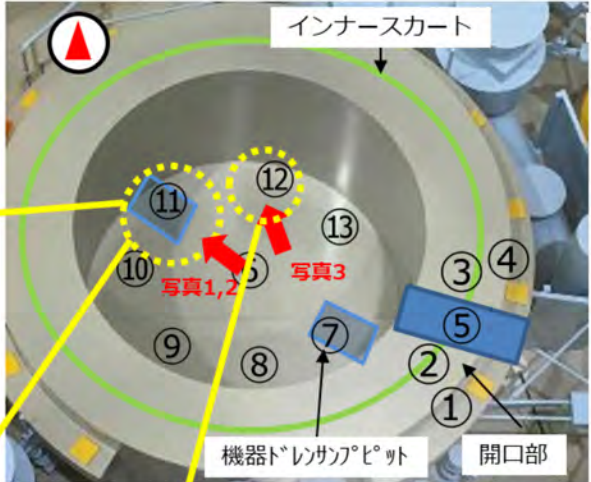 インナースカート
⑫
⑪
⑬
④
③
⑩
⑥
写真3
写真1,2
⑤
⑦
⑨
⑧
②
①
機器ドレンサンプピット
開口部